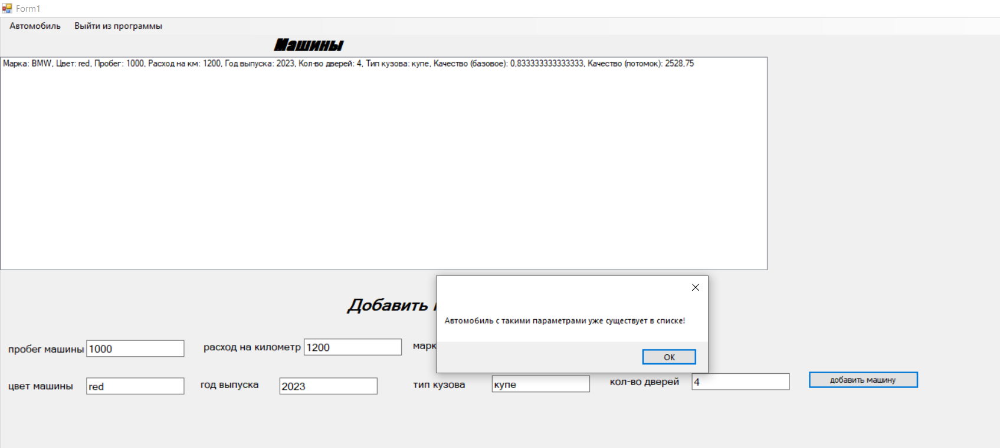 Form1
Автомобиль Выйти из программы
Машины
Марка: BMW, Цвет: red, Пробег: 1000, Расход на км: 1200, Год выпуска: 2023, Кол-во дверей: 4, Тип кузова: купе, Качество (базовое): 0,833333333333333, Качество (потомок): 2528,75
Добавить
Автомобиль с такими параметрами уже существует в списке!
OK
пробег машины 1000 расход на километр 1200 марк
цвет машины red год выпуска 2023 тип кузова купе кол-во дверей 4 добавить машину